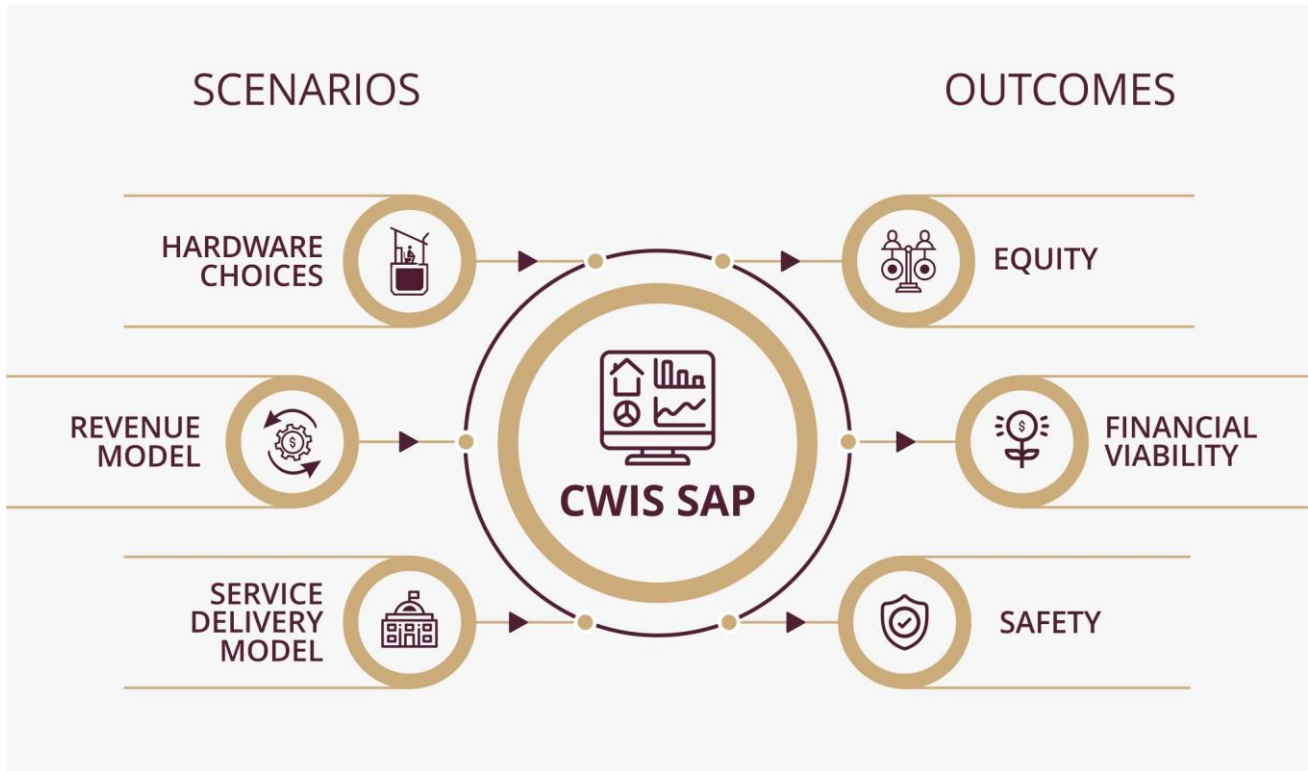 SCENARIOS
OUTCOMES
HARDWARE
CHOICES
EQUITY
REVENUE
MODEL
CWIS SAP
FINANCIAL
VIABILITY
SERVICE
DELIVERY
MODEL
SAFETY